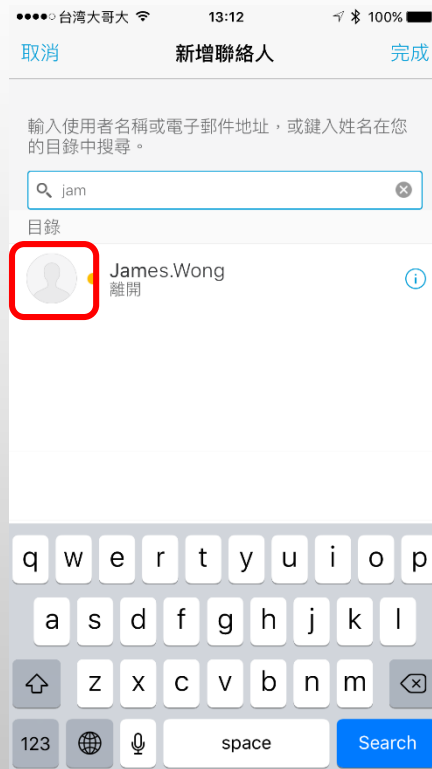 台湾大哥大 13:12 100%
取消 新增聯絡人 完成
輸入使用者名稱或電子郵件地址，或鍵入姓名在您
的目錄中搜尋。
jam
目錄
James.Wong
離開
q w e r t y u i o p
a s d f g h j k l
z x c v b n m
123 space Search